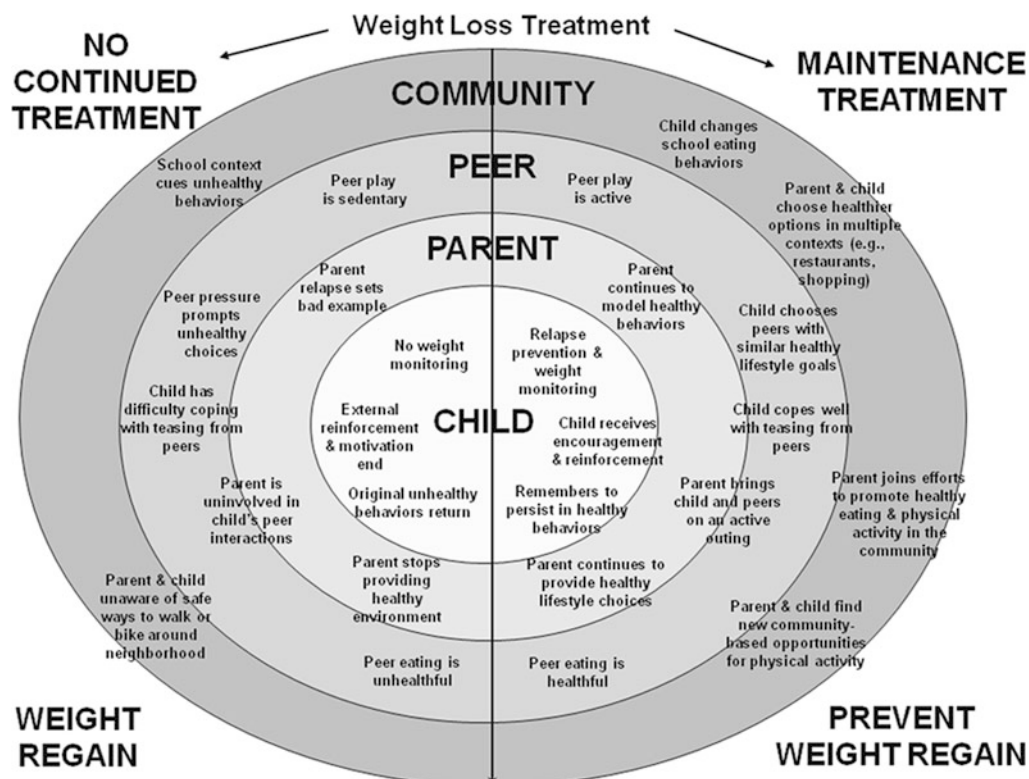 Weight Loss Treatment
NO
CONTINUED
TREATMENT
MAINTENANCE
TREATMENT
COMMUNITY
School context
cues unhealthy
behaviors
Child changes
school eating
behaviors
Parent & child
choose healthier
options in multiple
contexts (e.g.,
restaurants,
shopping)
PEER
Peer play
is sedentary
Peer play
is active
PARENT
Parent
relapse sets
bad example
Parent
continues to
model healthy
behaviors
Peer pressure
prompts
unhealthy
choices
Child chooses
peers with
similar healthy
lifestyle goals
No weight
monitoring
Relapse
prevention &
weight
monitoring
Child has
difficulty coping
with teasing from
peers
External
reinforcement
& motivation
end
CHILD
Child receives
encouragement
& reinforcement
Child copes well
with teasing from
peers
Parent is
uninvolved in
child's peer
interactions
Original unhealthy
behaviors return
Remembers to
persist in healthy
behaviors
Parent brings
child and peers
on an active
outing
Parent joins efforts
to promote healthy
eating & physical
activity in the
community
Parent & child
unaware of safe
ways to walk or
bike around
neighborhood
Parent stops
providing
healthy
environment
Parent continues to
provide healthy
lifestyle choices
Parent & child find
new community-
based opportunities
for physical activity
Peer eating is
unhealthful
Peer eating is
healthful
WEIGHT
REGAIN
PREVENT
WEIGHT REGAIN